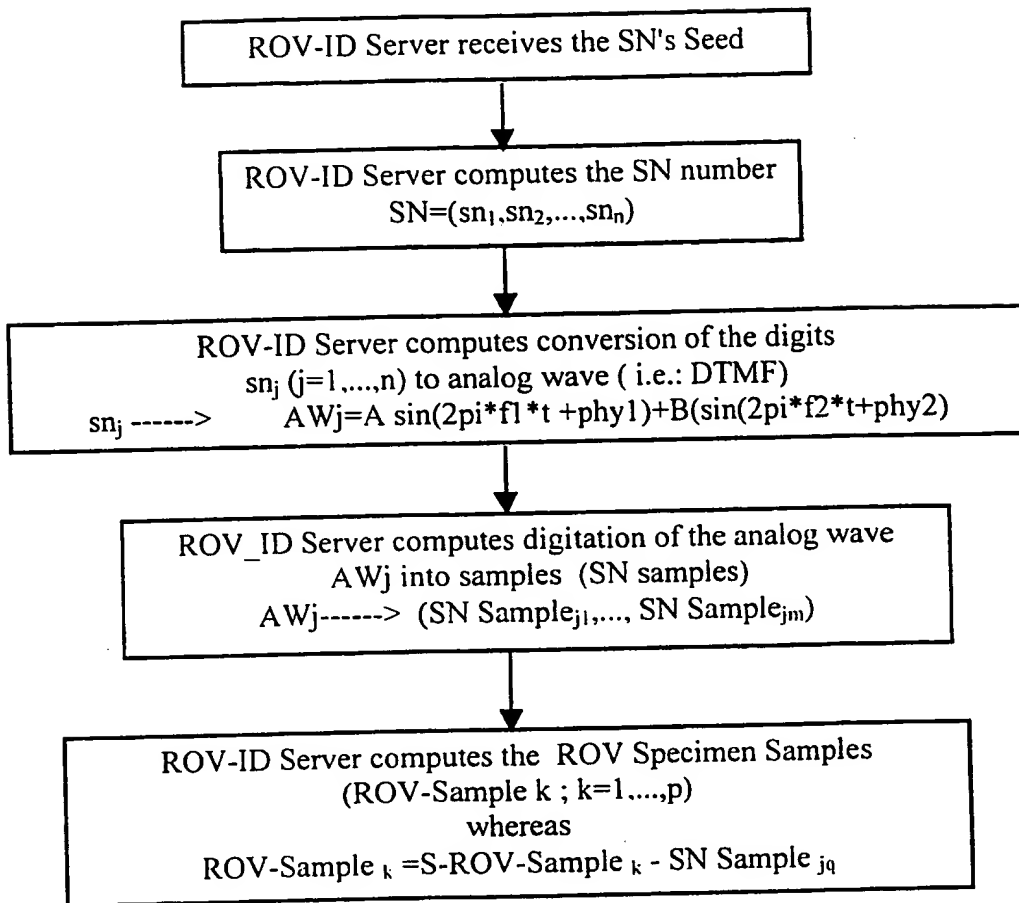 ROV-ID Server receives the SN's Seed
ROV-ID Server computes the SN number
SN=(sn₁,sn₂,...,snₙ)
ROV-ID Server computes conversion of the digits
snⱼ (j=1,...,n) to analog wave ( i.e.: DTMF)
snⱼ ------> AWj=A sin(2pi*f1*t +phy1)+B(sin(2pi*f2*t+phy2)
ROV_ID Server computes digitation of the analog wave
AWj into samples (SN samples)
AWj------> (SN Sample_{j1},..., SN Sample_{jm})
ROV-ID Server computes the ROV Specimen Samples
(ROV-Sample k ; k=1,...,p)
whereas
ROV-Sample ₖ =S-ROV-Sample ₖ - SN Sample _{jq}